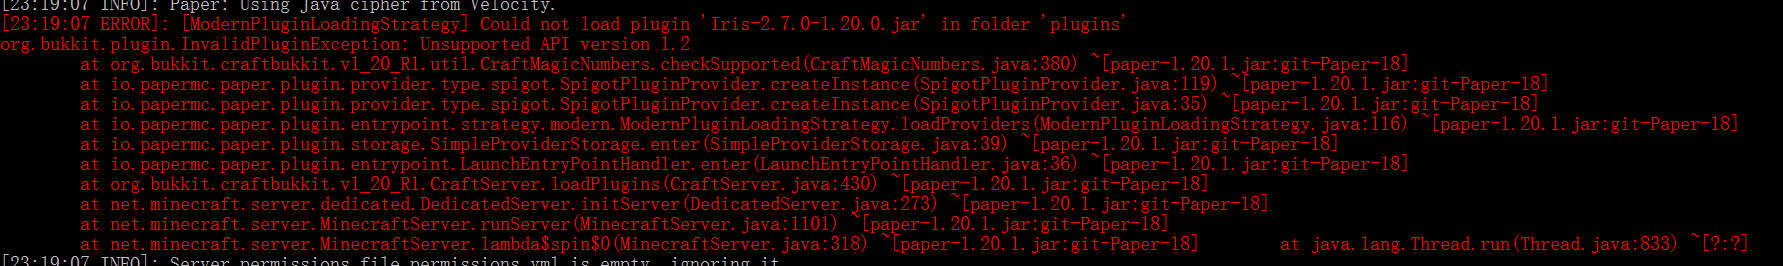 [23:19:07 INFO]: Paper: Using Java cipher from Velocity.
[23:19:07 ERROR]: [ModernPluginLoadingStrategy] Could not load plugin 'Iris-2.7.0-1.20.0.jar' in folder 'plugins'
org.bukkit.plugin.InvalidPluginException: Unsupported API version 1.2
at org.bukkit.craftbukkit.v1_20_R1.util.CraftMagicNumbers.checkSupported(CraftMagicNumbers.java:380) ~[paper-1.20.1.jar:git-Paper-18]
at io.papermc.paper.plugin.provider.type.spigot.SpigotPluginProvider.createInstance(SpigotPluginProvider.java:119) ~[paper-1.20.1.jar:git-Paper-18]
at io.papermc.paper.plugin.provider.type.spigot.SpigotPluginProvider.createInstance(SpigotPluginProvider.java:35) ~[paper-1.20.1.jar:git-Paper-18]
at io.papermc.paper.plugin.entrypoint.strategy.modern.ModernPluginLoadingStrategy.loadProviders(ModernPluginLoadingStrategy.java:116) ~[paper-1.20.1.jar:git-Paper-18]
at io.papermc.paper.plugin.storage.SimpleProviderStorage.enter(SimpleProviderStorage.java:39) ~[paper-1.20.1.jar:git-Paper-18]
at io.papermc.paper.plugin.entrypoint.LaunchEntryPointHandler.enter(LaunchEntryPointHandler.java:36) ~[paper-1.20.1.jar:git-Paper-18]
at org.bukkit.craftbukkit.v1_20_R1.CraftServer.loadPlugins(CraftServer.java:430) ~[paper-1.20.1.jar:git-Paper-18]
at net.minecraft.server.dedicated.DedicatedServer.initServer(DedicatedServer.java:273) ~[paper-1.20.1.jar:git-Paper-18]
at net.minecraft.server.MinecraftServer.runServer(MinecraftServer.java:1101) ~[paper-1.20.1.jar:git-Paper-18]
at net.minecraft.server.MinecraftServer.lambda$spin$0(MinecraftServer.java:318) ~[paper-1.20.1.jar:git-Paper-18] at java.lang.Thread.run(Thread.java:833) ~[?:?]
[23:19:07 INFO]: Server permissions file permissions.yml is empty, ignoring it